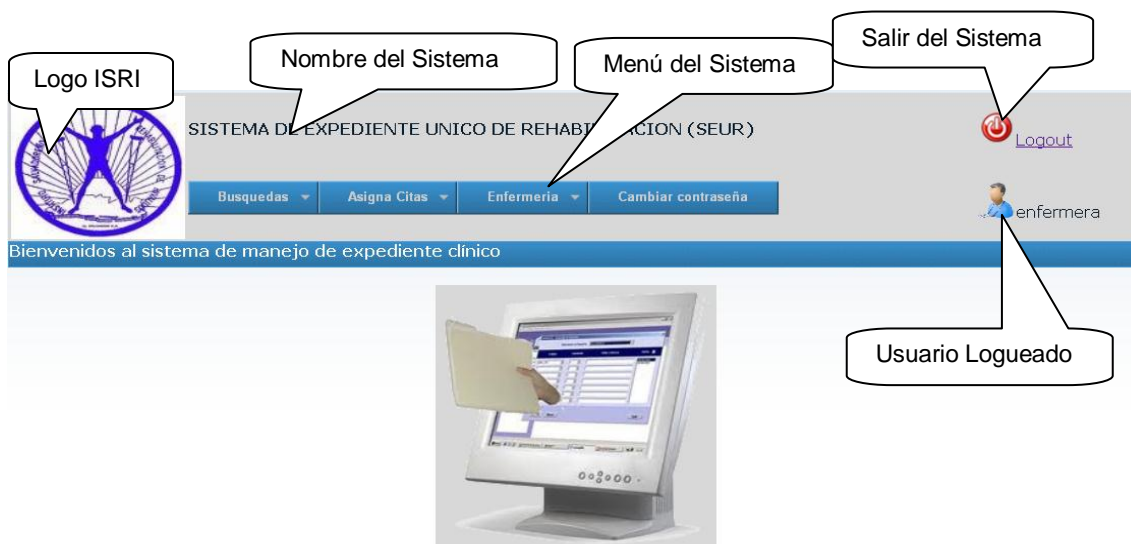 Logo ISRI
Nombre del Sistema
Menú del Sistema
Salir del Sistema
SISTEMA DE EXPEDIENTE UNICO DE (SEUR)
Logout
Busquedas
Asigna Citas
Enfermeria
Cambiar contraseña
enfermera
Bienvenidos al sistema de manejo de expediente clínico
Usuario Logueado